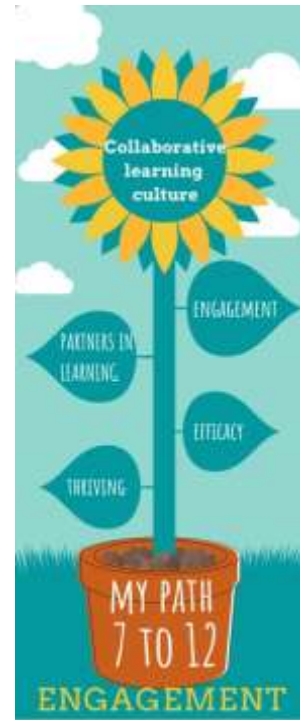 Collaborative
learning
culture
ENGAGEMENT
PARTNERS IN
LEARNING
EFFICACY
THRIVING
MY PATH
7 TO 12
ENGAGEMENT